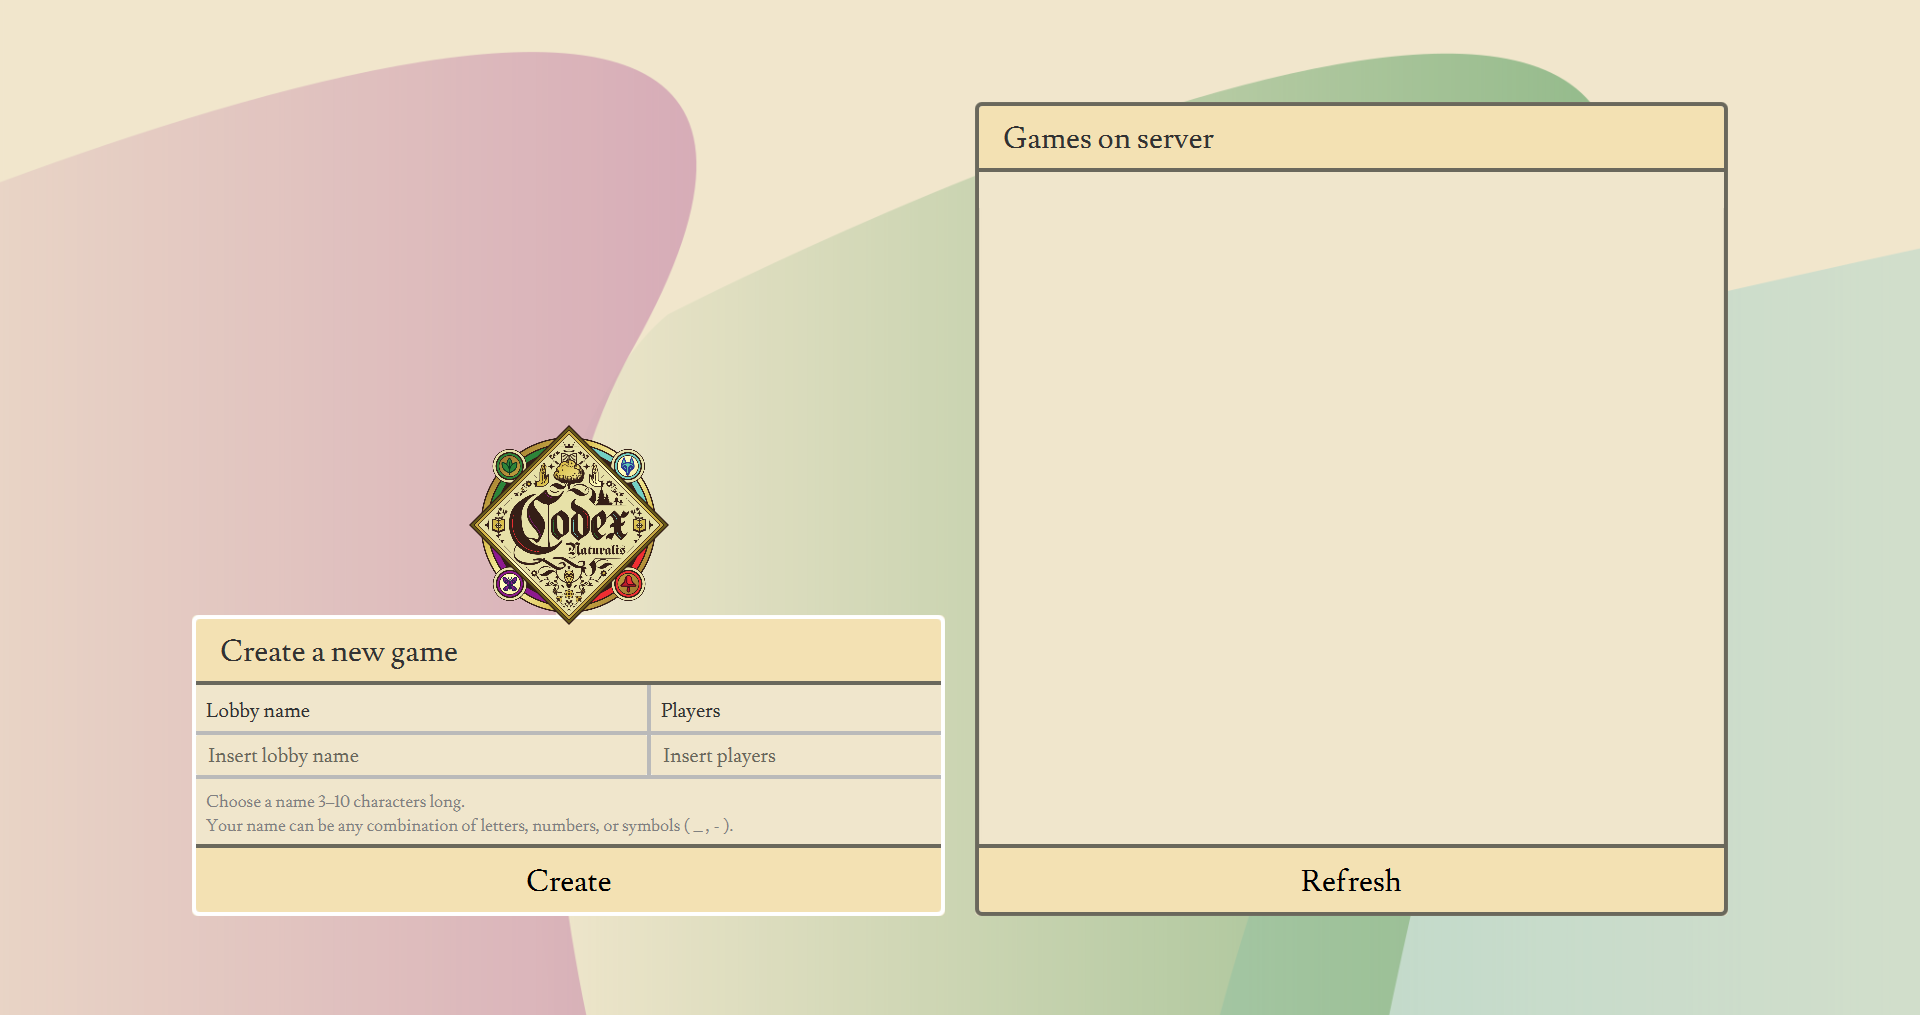 Games on server
Codex
Naturalis
Create a new game
Lobby name
Players
Insert lobby name
Insert players
Choose a name 3–10 characters long.
Your name can be any combination of letters, numbers, or symbols ( _ , - ).
Create
Refresh